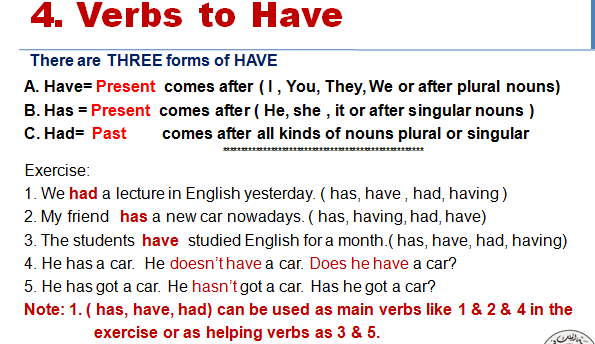 4. Verbs to Have
There are THREE forms of HAVE
A. Have= Present comes after ( I , You, They, We or after plural nouns)
B. Has = Present comes after ( He, she , it or after singular nouns )
C. Had= Past comes after all kinds of nouns plural or singular
Exercise:
1. We had a lecture in English yesterday. ( has, have , had, having )
2. My friend has a new car nowadays. ( has, having, had, have)
3. The students have studied English for a month.( has, have, had, having)
4. He has a car. He doesn’t have a car. Does he have a car?
5. He has got a car. He hasn’t got a car. Has he got a car?
Note: 1. ( has, have, had) can be used as main verbs like 1 & 2 & 4 in the
exercise or as helping verbs as 3 & 5.